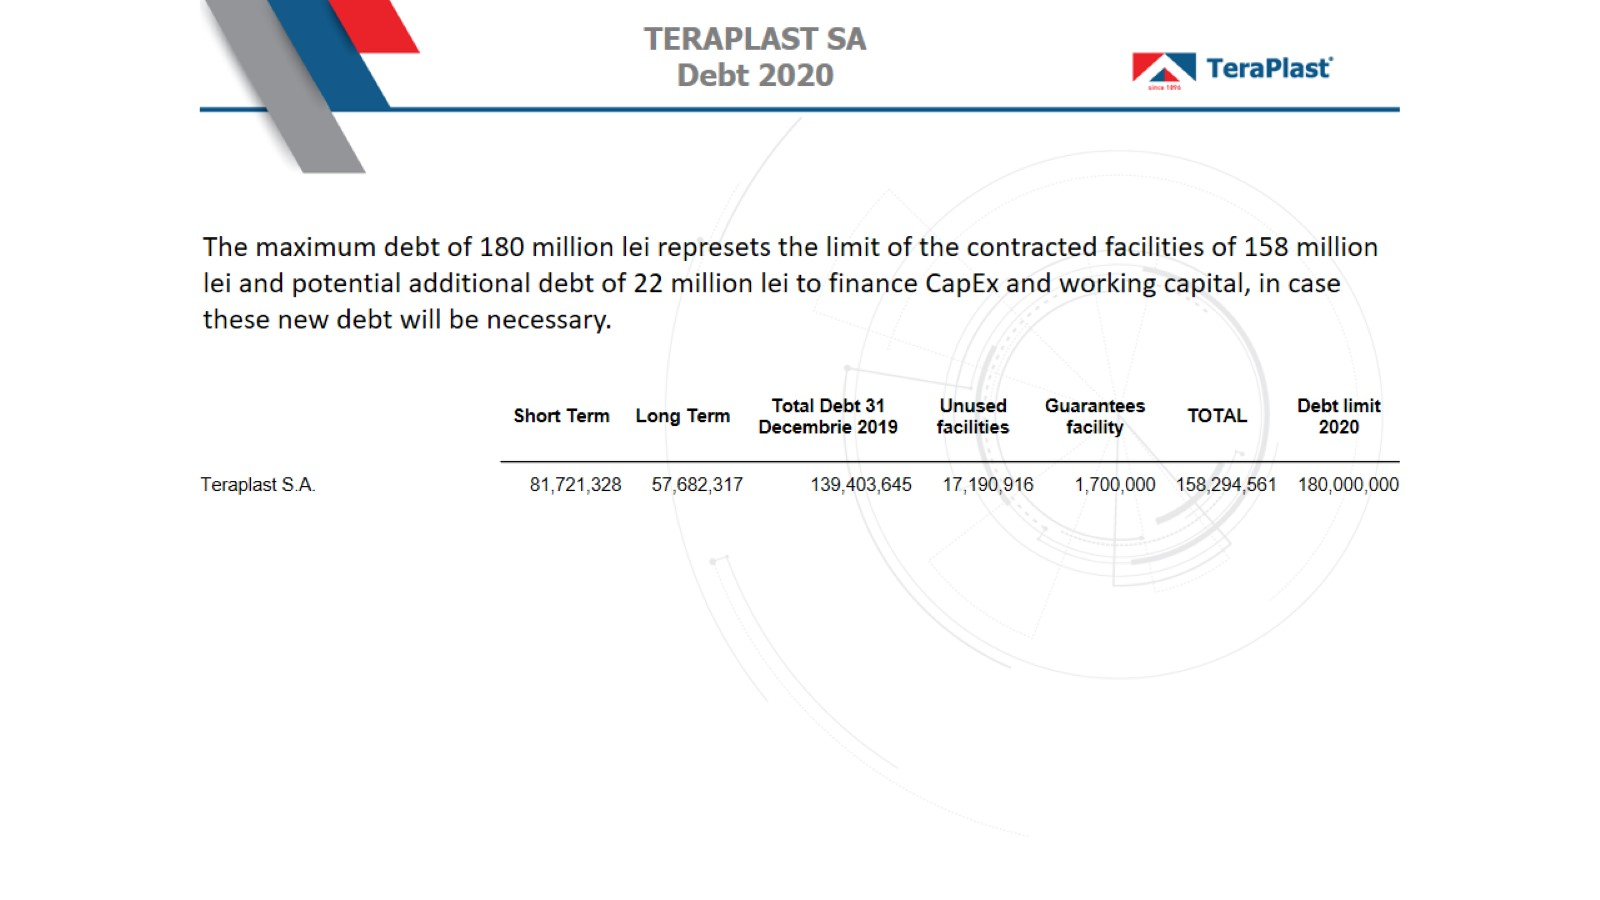 TERAPLAST SA
Debt 2020
TeraPlast®
since 1896
The maximum debt of 180 million lei represets the limit of the contracted facilities of 158 million
lei and potential additional debt of 22 million lei to finance CapEx and working capital, in case
these new debt will be necessary.
Short Term Long Term Total Debt 31 Decembrie 2019 Unused facilities Guarantees facility TOTAL Debt limit 2020
Teraplast S.A. 81,721,328 57,682,317 139,403,645 17,190,916 1,700,000 158,294,561 180,000,000